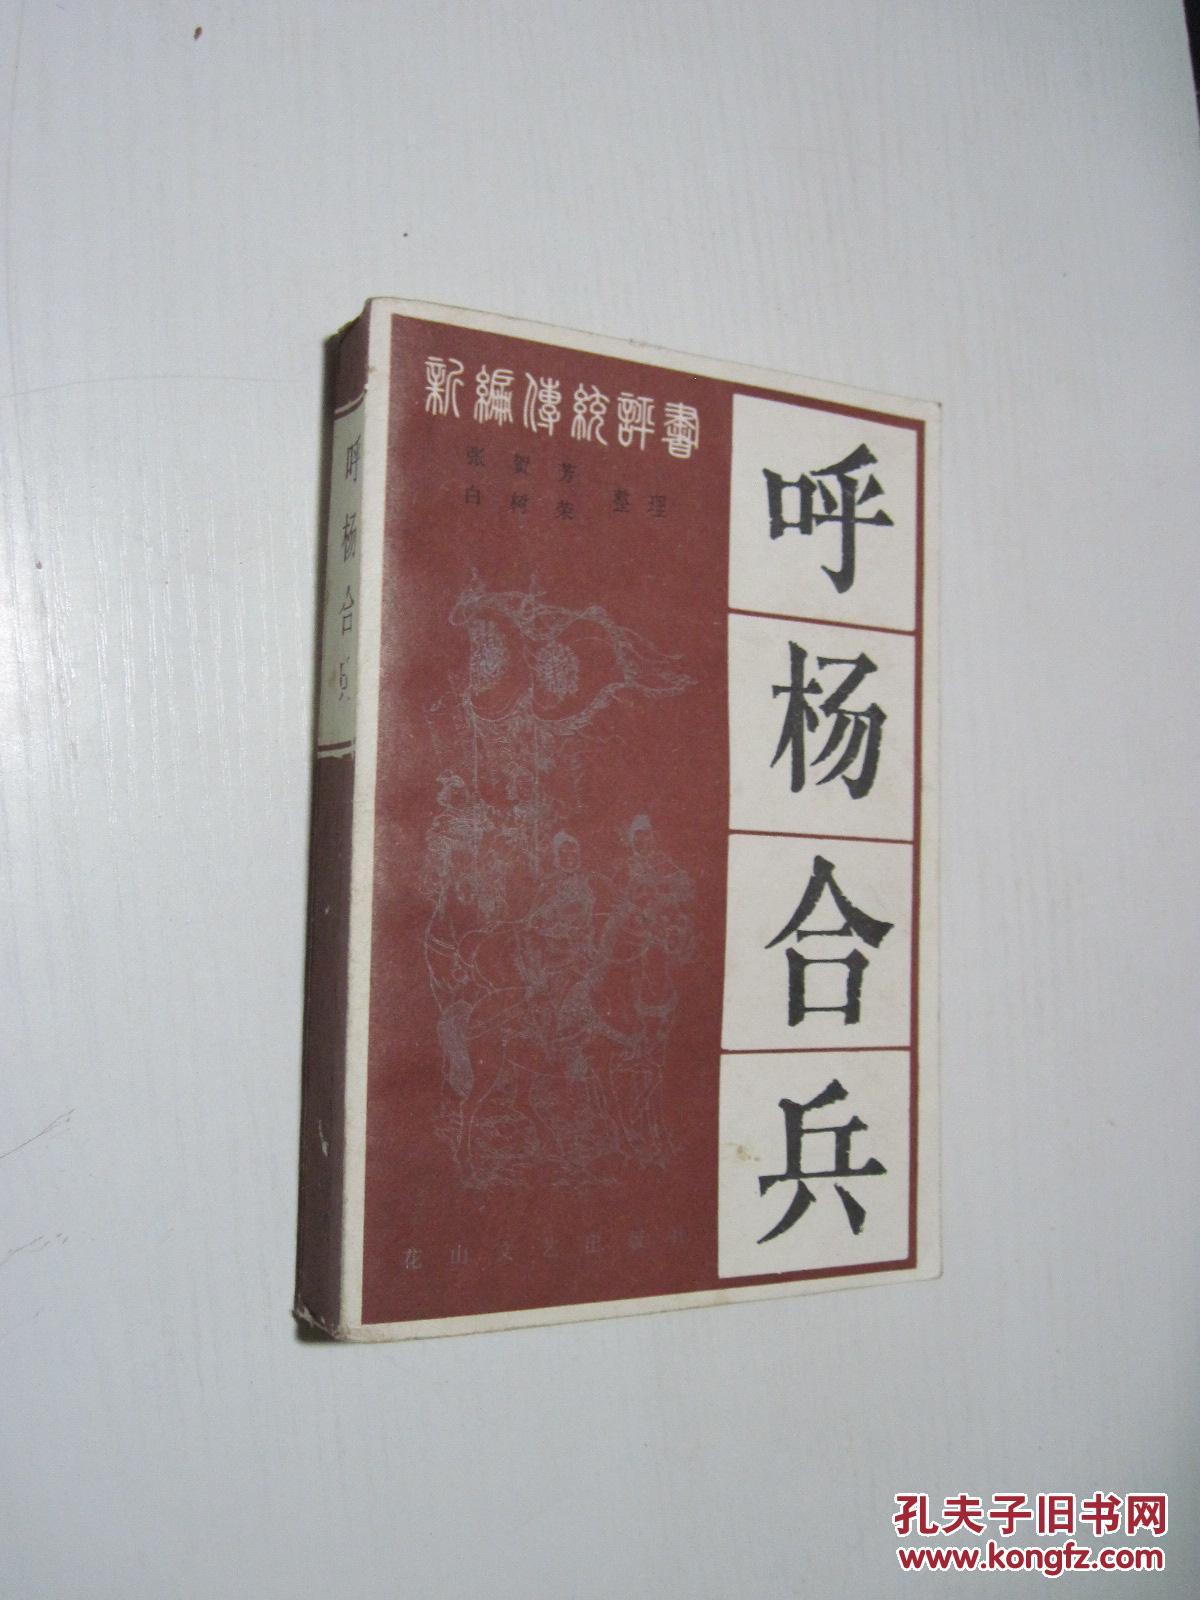 新編傳統評書
张贺芳
白树荣 整理
呼杨合兵
花山文艺出版社
呼杨合兵
孔夫子旧书网
www.kongfz.com